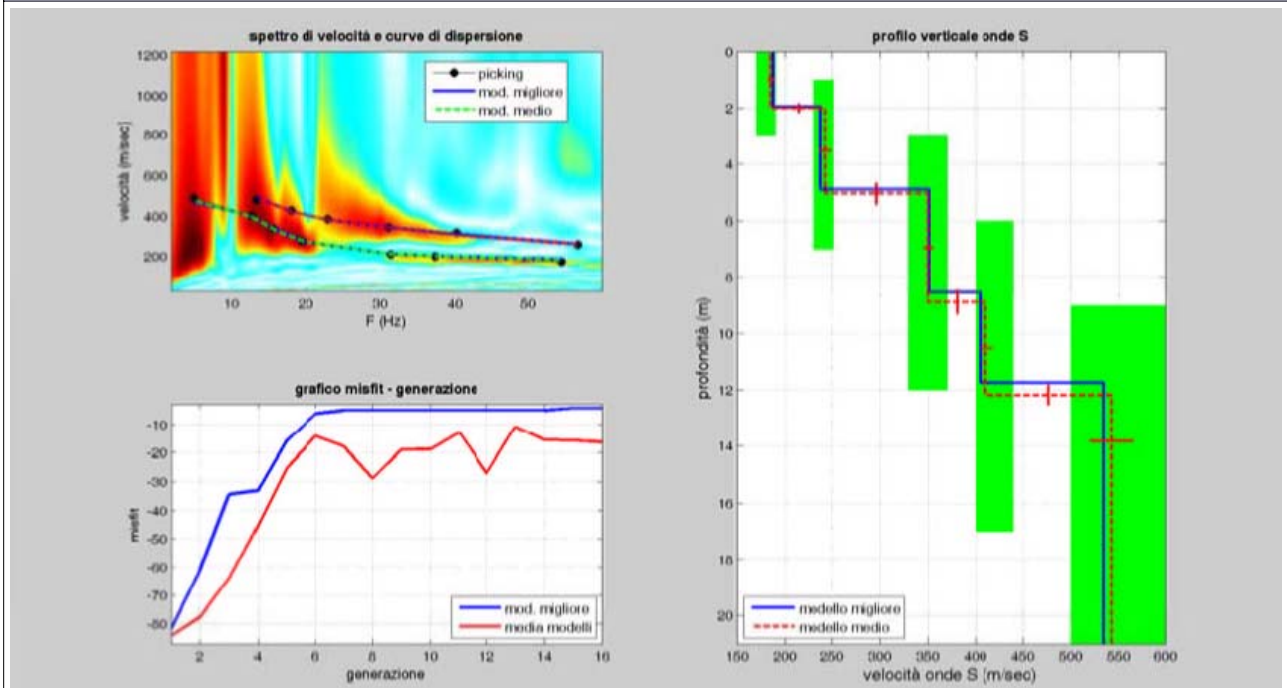 spettro di velocità e curve di dispersione
1200
1000
800
600
400
200
velocità (m/sec)
picking
mod. migliore
mod. medio
10 20 30 40 50
F (Hz)
grafico misfit - generazione
-10
-20
-30
-40
-50
-60
-70
-80
misfit
mod. migliore
media modelli
2 4 6 8 10 12 14 16
generazione
profilo verticale onde S
0
2
4
6
8
10
12
14
16
18
20
profondità (m)
medello migliore
medello medio
150 200 250 300 350 400 450 500 550 600
velocità onde S (m/sec)